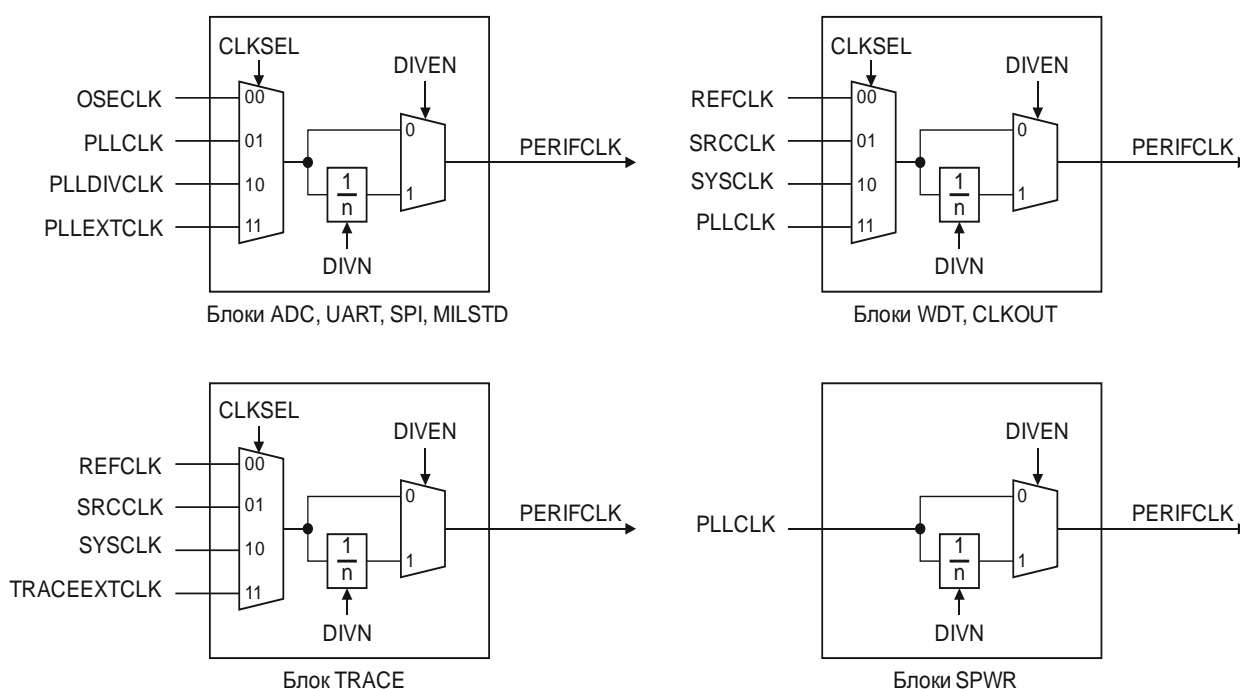 CLKSEL
DIVEN
OSECLK
00
0
PLLCLK
01
PERIFCLK
PLLDIVCLK
10
1
n
1
PLLEXTCLK
11
DIVN
Блоки ADC, UART, SPI, MILSTD
CLKSEL
DIVEN
REFCLK
00
0
SRCCLK
01
PERIFCLK
SYSCLK
10
1
n
1
PLLCLK
11
DIVN
Блоки WDT, CLKOUT
CLKSEL
DIVEN
REFCLK
00
0
SRCCLK
01
PERIFCLK
SYSCLK
10
1
n
1
TRACEEXTCLK
11
DIVN
Блок TRACE
DIVEN
0
PLLCLK
PERIFCLK
1
n
1
DIVN
Блоки SPWR